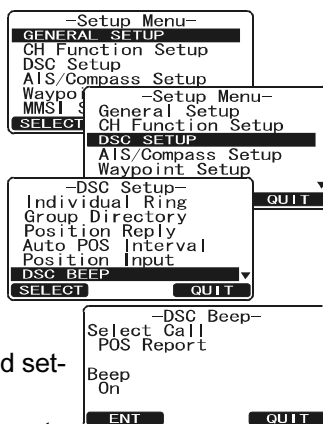 -Setup Menu-
GENERAL SETUP
CH Function Setup
DSC Setup
AIS/Compass Setup
Waypoi
MMSI
SELECT
-Setup Menu-
General Setup
CH Function Setup
DSC SETUP
AIS/Compass Setup
Waypoint Setup
QUIT
-DSC Setup-
Individual Ring
Group Directory
Position Reply
Auto POS Interval
Position Input
DSC BEEP
SELECT QUIT
d set-
-DSC Beep-
Select Call
POS Report
Beep
On
ENT QUIT